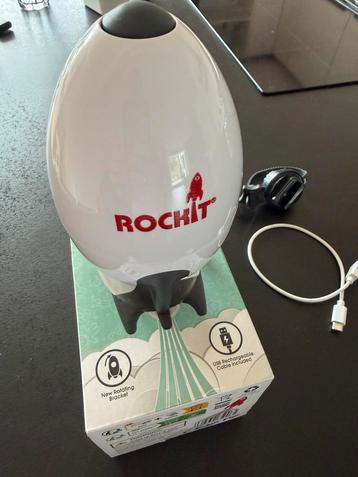 ROCKIT®
New Rotating
Bracket
USB Rechargeable.
Cable Included